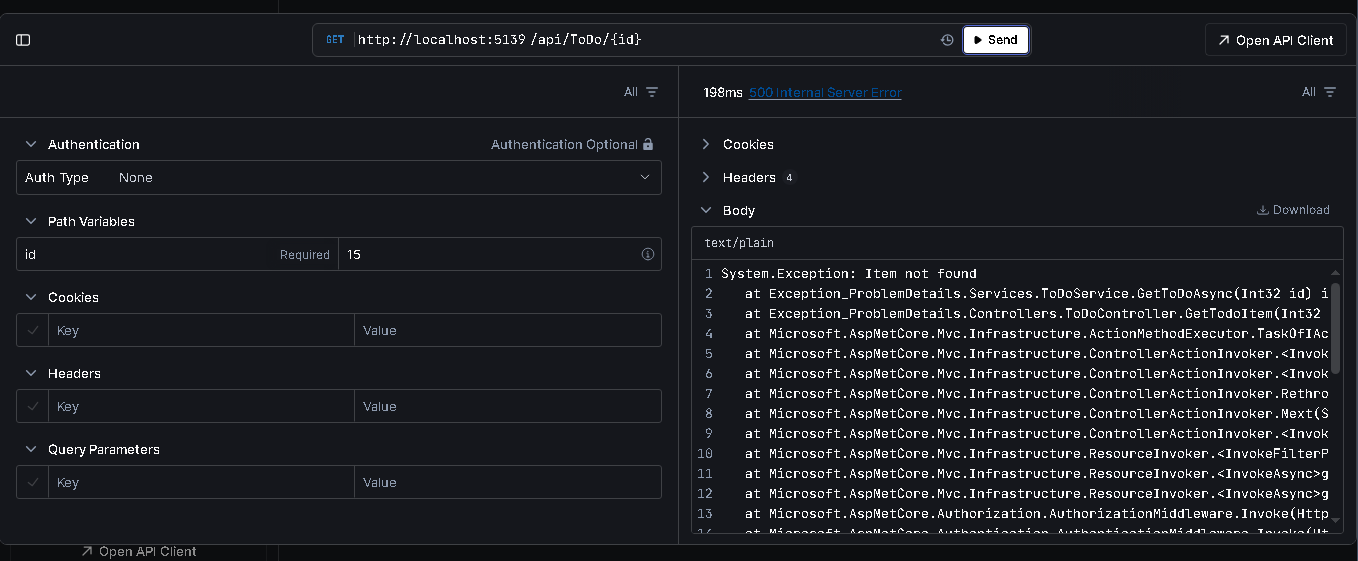 GET http://localhost:5139 /api/ToDo/{id} Send Open API Client
All
198ms 500 Internal Server Error All
Authentication Authentication Optional
Auth Type None
Path Variables
id Required 15
Cookies
Key Value
Headers
Key Value
Query Parameters
Key Value
Cookies
Headers 4
Body Download
text/plain
1 System.Exception: Item not found
2 at Exception_ProblemDetails.Services.ToDoService.GetToDoAsync(Int32 id) i
3 at Exception_ProblemDetails.Controllers.ToDoController.GetTodoItem(Int32
4 at Microsoft.AspNetCore.Mvc.Infrastructure.ActionMethodExecutor.TaskOfIAc
5 at Microsoft.AspNetCore.Mvc.Infrastructure.ControllerActionInvoker.<Invok
6 at Microsoft.AspNetCore.Mvc.Infrastructure.ControllerActionInvoker.<Invok
7 at Microsoft.AspNetCore.Mvc.Infrastructure.ControllerActionInvoker.Rethro
8 at Microsoft.AspNetCore.Mvc.Infrastructure.ControllerActionInvoker.Next(S
9 at Microsoft.AspNetCore.Mvc.Infrastructure.ControllerActionInvoker.<Invok
10 at Microsoft.AspNetCore.Mvc.Infrastructure.ResourceInvoker.<InvokeFilterP
11 at Microsoft.AspNetCore.Mvc.Infrastructure.ResourceInvoker.<InvokeAsync>g
12 at Microsoft.AspNetCore.Mvc.Infrastructure.ResourceInvoker.<InvokeAsync>g
13 at Microsoft.AspNetCore.Authorization.AuthorizationMiddleware.Invoke(Http
14 at Microsoft.AspNetCore.Authentication.AuthenticationMiddleware.Invoke(Ht
Open API Client